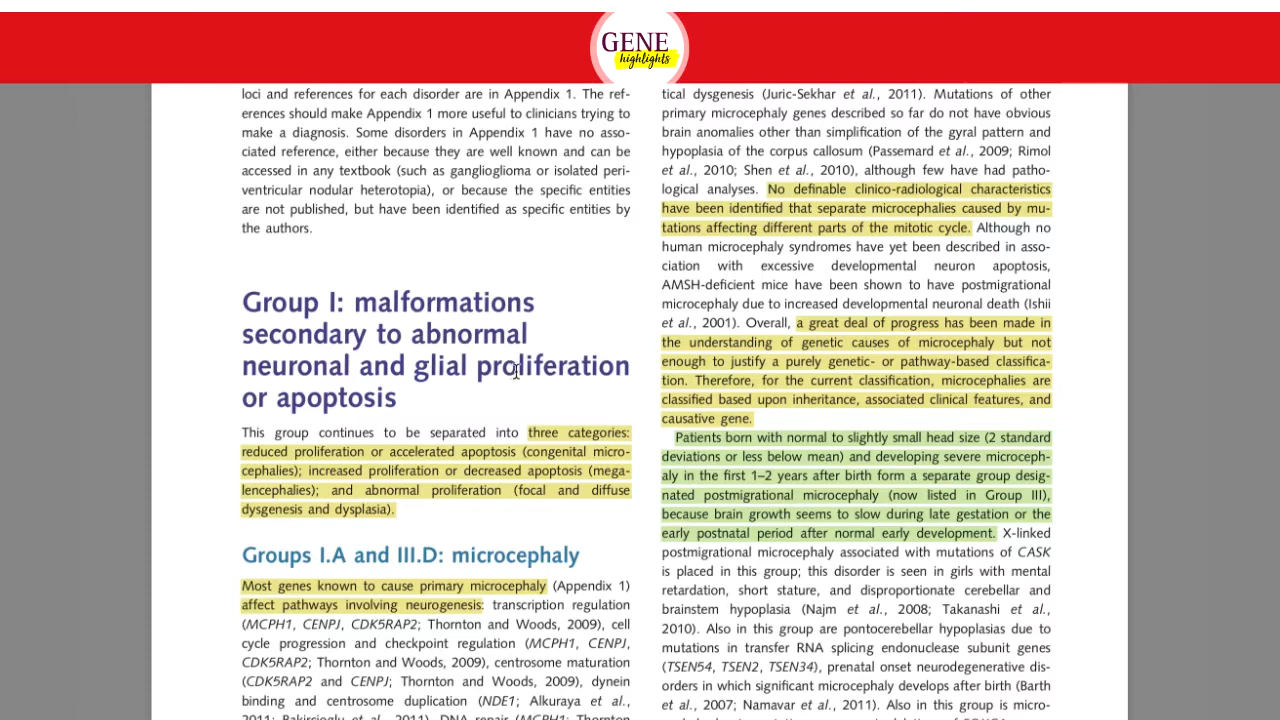 GENE
highlights
loci and references for each disorder are in Appendix 1. The ref-
erences should make Appendix 1 more useful to clinicians trying to
make a diagnosis. Some disorders in Appendix 1 have no asso-
ciated reference, either because they are well known and can be
accessed in any textbook (such as ganglioglioma or isolated peri-
ventricular nodular heterotopia), or because the specific entities
are not published, but have been identified as specific entities by
the authors.
Group I: malformations
secondary to abnormal
neuronal and glial proliferation
or apoptosis
This group continues to be separated into three categories:
reduced proliferation or accelerated apoptosis (congenital micro-
cephalies); increased proliferation or decreased apoptosis (mega-
lencephalies); and abnormal proliferation (focal and diffuse
dysgenesis and dysplasia).
Groups I.A and III.D: microcephaly
Most genes known to cause primary microcephaly (Appendix 1)
affect pathways involving neurogenesis: transcription regulation
(MCPH1, CENPJ, CDK5RAP2; Thornton and Woods, 2009), cell
cycle progression and checkpoint regulation (MCPH1, CENPJ,
CDK5RAP2; Thornton and Woods, 2009), centrosome maturation
(CDK5RAP2 and CENPJ; Thornton and Woods, 2009), dynein
binding and centrosome duplication (NDE1; Alkuraya et al.,
2011; Bakircioglu et al., 2011), DNA repair (MCPH1; Thornton
tical dysgenesis (Juric-Sekhar et al., 2011). Mutations of other
primary microcephaly genes described so far do not have obvious
brain anomalies other than simplification of the gyral pattern and
hypoplasia of the corpus callosum (Passemard et al., 2009; Rimol
et al., 2010; Shen et al., 2010), although few have had patho-
logical analyses. No definable clinico-radiological characteristics
have been identified that separate microcephalies caused by mu-
tations affecting different parts of the mitotic cycle. Although no
human microcephaly syndromes have yet been described in asso-
ciation with excessive developmental neuron apoptosis,
AMSH-deficient mice have been shown to have postmigrational
microcephaly due to increased developmental neuronal death (Ishii
et al., 2001). Overall, a great deal of progress has been made in
the understanding of genetic causes of microcephaly but not
enough to justify a purely genetic- or pathway-based classifica-
tion. Therefore, for the current classification, microcephalies are
classified based upon inheritance, associated clinical features, and
causative gene.
Patients born with normal to slightly small head size (2 standard
deviations or less below mean) and developing severe microceph-
aly in the first 1–2 years after birth form a separate group desig-
nated postmigrational microcephaly (now listed in Group III),
because brain growth seems to slow during late gestation or the
early postnatal period after normal early development. X-linked
postmigrational microcephaly associated with mutations of CASK
is placed in this group; this disorder is seen in girls with mental
retardation, short stature, and disproportionate cerebellar and
brainstem hypoplasia (Najm et al., 2008; Takanashi et al.,
2010). Also in this group are pontocerebellar hypoplasias due to
mutations in transfer RNA splicing endonuclease subunit genes
(TSEN54, TSEN2, TSEN34), prenatal onset neurodegenerative dis-
orders in which significant microcephaly develops after birth (Barth
et al., 2007; Namavar et al., 2011). Also in this group is micro-